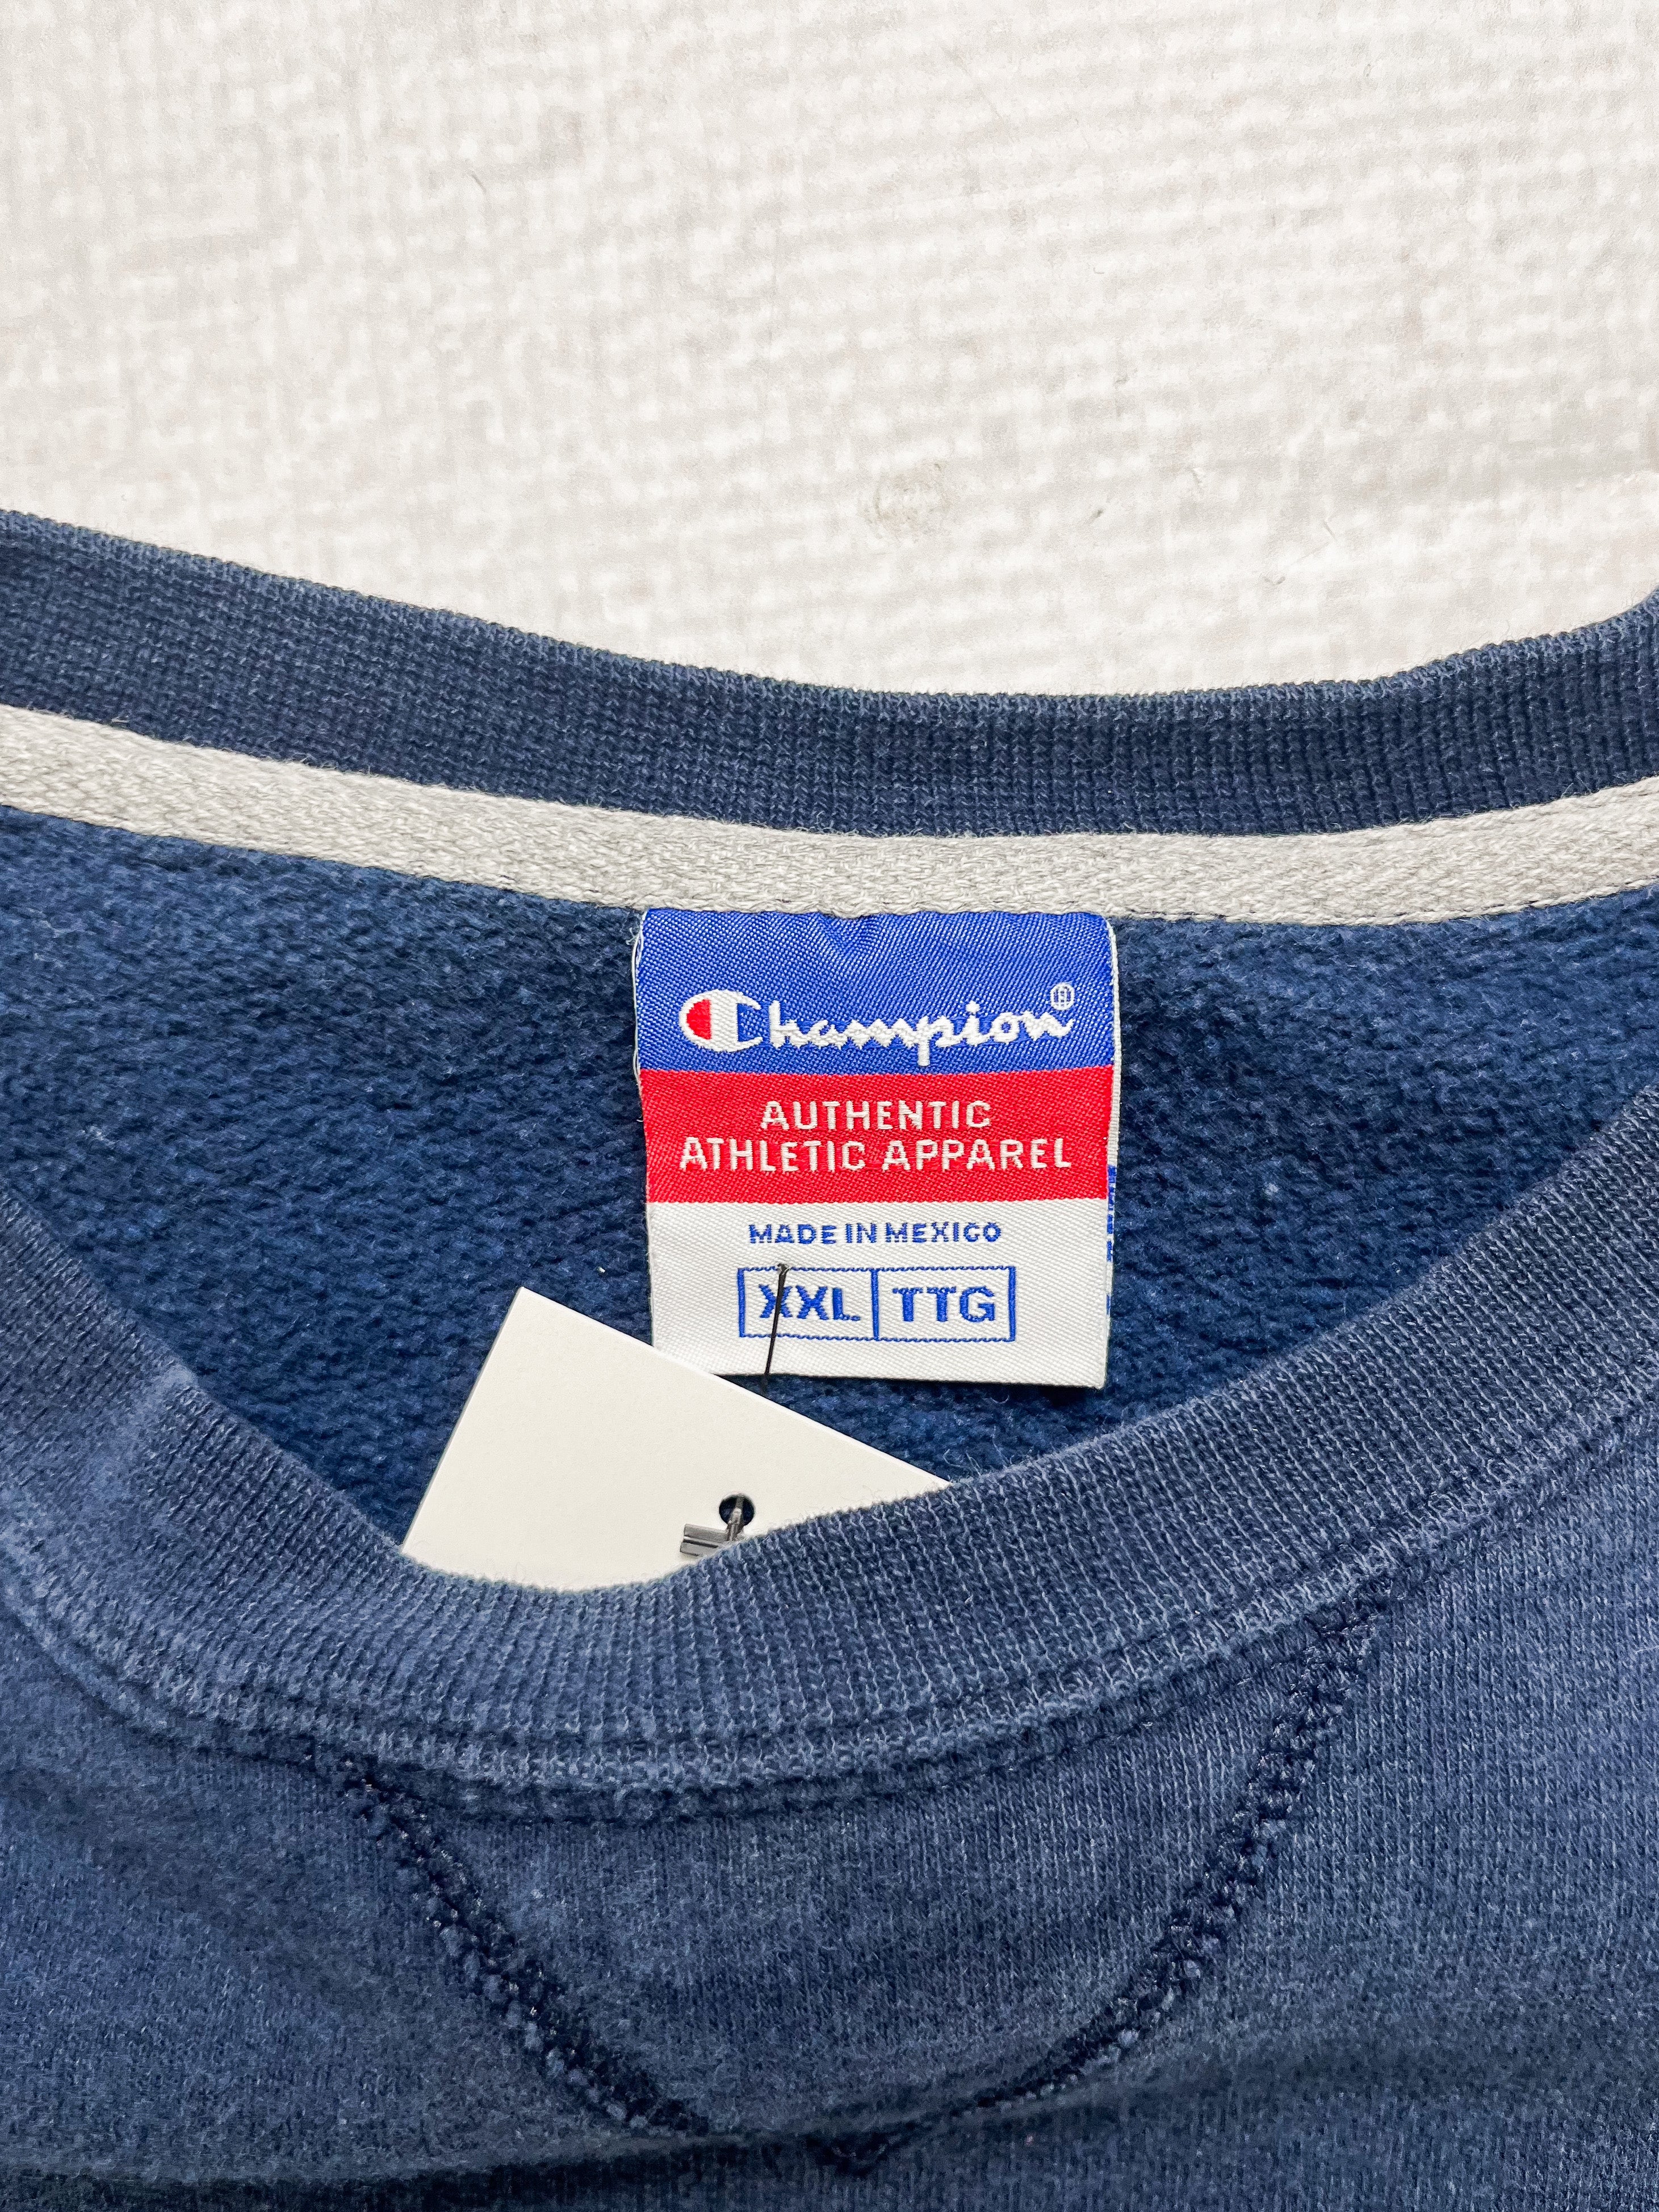 Champion®
AUTHENTIC
ATHLETIC APPAREL
MADE IN MEXICO
XXL TTG